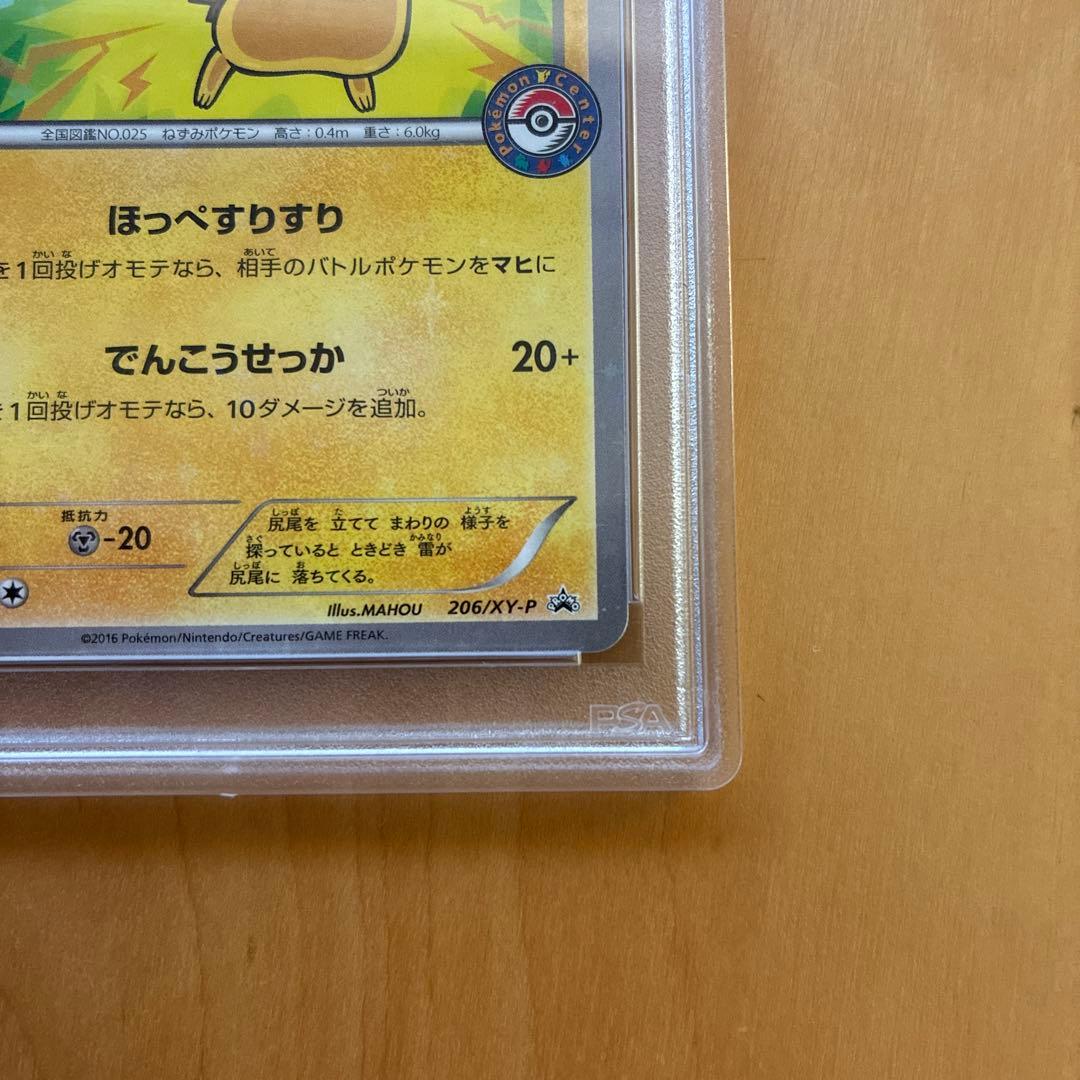 Pokémon Center
全国図鑑NO.025 ねずみポケモン 高さ:0.4m 重さ:6.0kg
ほっぺすりすり
を1回投げオモテなら、相手のバトルポケモンをマヒに
でんこうせっか 20+
を1回投げオモテなら、10ダメージを追加。
抵抗力
-20
尻尾を 立てて まわりの 様子を
探っていると ときどき 雷が
尻尾に 落ちてくる。
Illus.MAHOU 206/XY-P PROMO
©2016 Pokémon/Nintendo/Creatures/GAME FREAK.
PSA